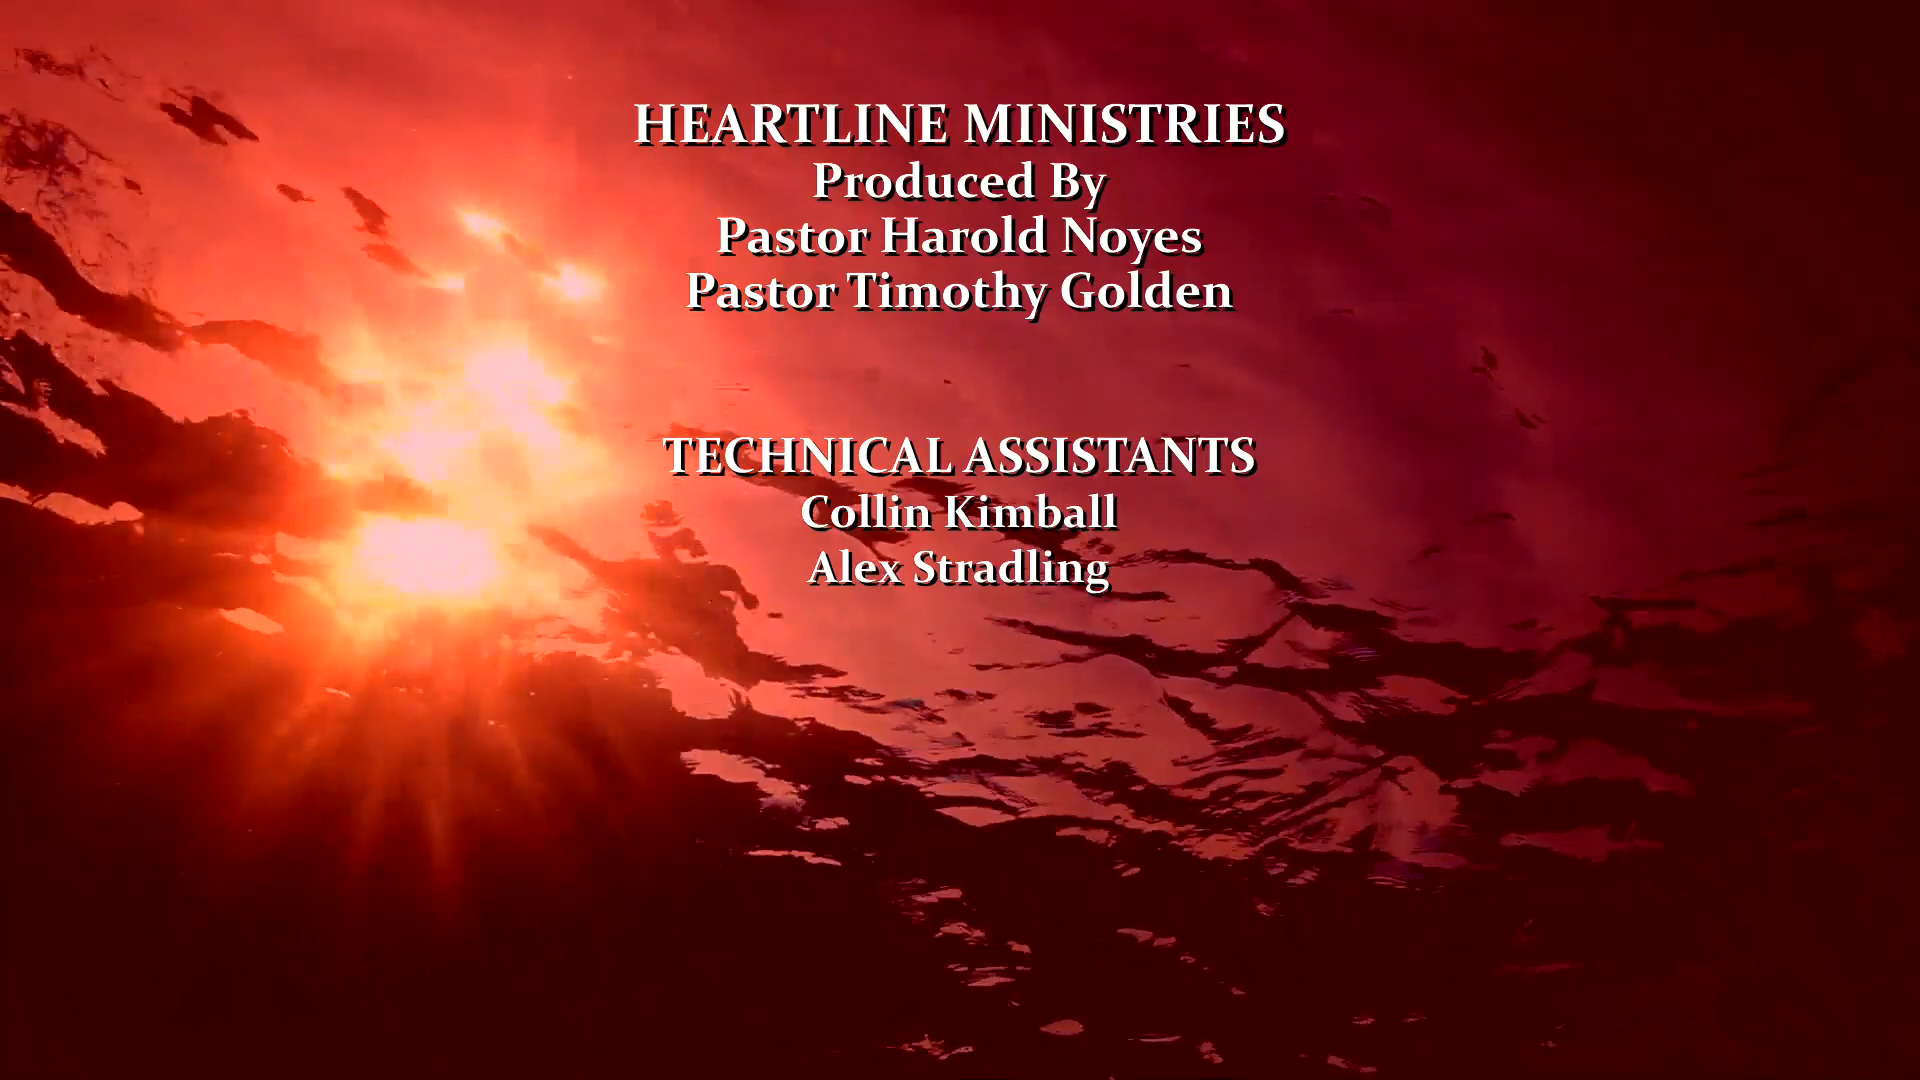 HEARTLINE MINISTRIES
Produced By
Pastor Harold Noyes
Pastor Timothy Golden
TECHNICAL ASSISTANTS
Collin Kimball
Alex Stradling